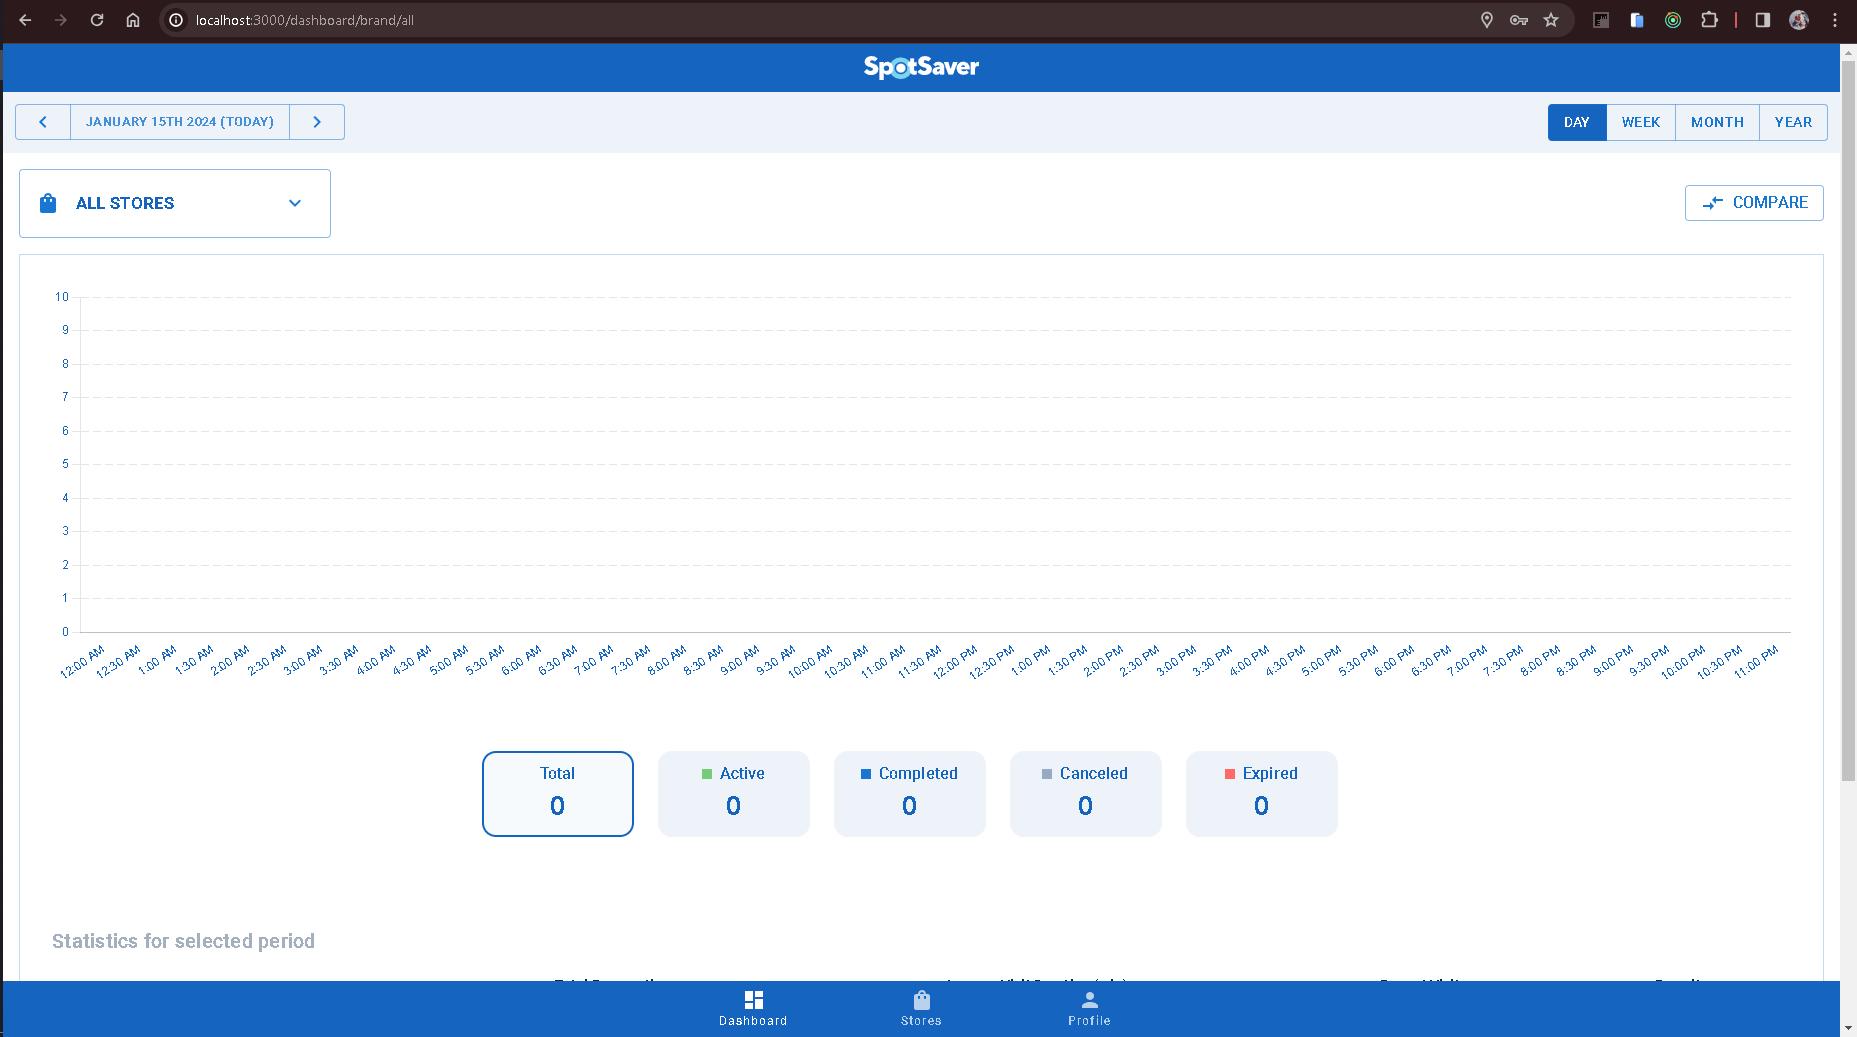 localhost:3000/dashboard/brand/all
SpotSaver
JANUARY 15TH 2024 (TODAY)
DAY WEEK MONTH YEAR
ALL STORES
COMPARE
10
9
8
7
6
5
4
3
2
1
0
12:00 AM 12:30 AM 1:00 AM 1:30 AM 2:00 AM 2:30 AM 3:00 AM 3:30 AM 4:00 AM 4:30 AM 5:00 AM 5:30 AM 6:00 AM 6:30 AM 7:00 AM 7:30 AM 8:00 AM 8:30 AM 9:00 AM 9:30 AM 10:00 AM 10:30 AM 11:00 AM 11:30 AM 12:00 PM 12:30 PM 1:00 PM 1:30 PM 2:00 PM 2:30 PM 3:00 PM 3:30 PM 4:00 PM 4:30 PM 5:00 PM 5:30 PM 6:00 PM 6:30 PM 7:00 PM 7:30 PM 8:00 PM 8:30 PM 9:00 PM 9:30 PM 10:00 PM 10:30 PM 11:00 PM
Total Active Completed Canceled Expired
0 0 0 0 0
Statistics for selected period
Dashboard Stores Profile